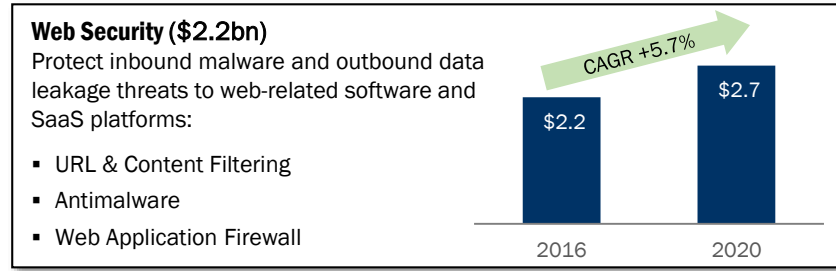 Web Security ($2.2bn)
Protect inbound malware and outbound data
leakage threats to web-related software and
SaaS platforms:
▪ URL & Content Filtering
▪ Antimalware
▪ Web Application Firewall
CAGR +5.7%
$2.2
$2.7
2016
2020